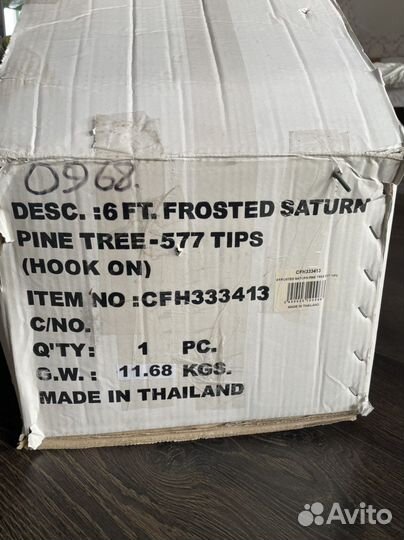 0968.
DESC. :6 FT. FROSTED SATURN
PINE TREE-577 TIPS
(HOOK ON)
ITEM NO :CFH333413
C/NO.
Q'TY : 1 PC.
G.W. : 11.68 KGS.
MADE IN THAILAND
CFH333413
MADE IN THAILAND
Avito